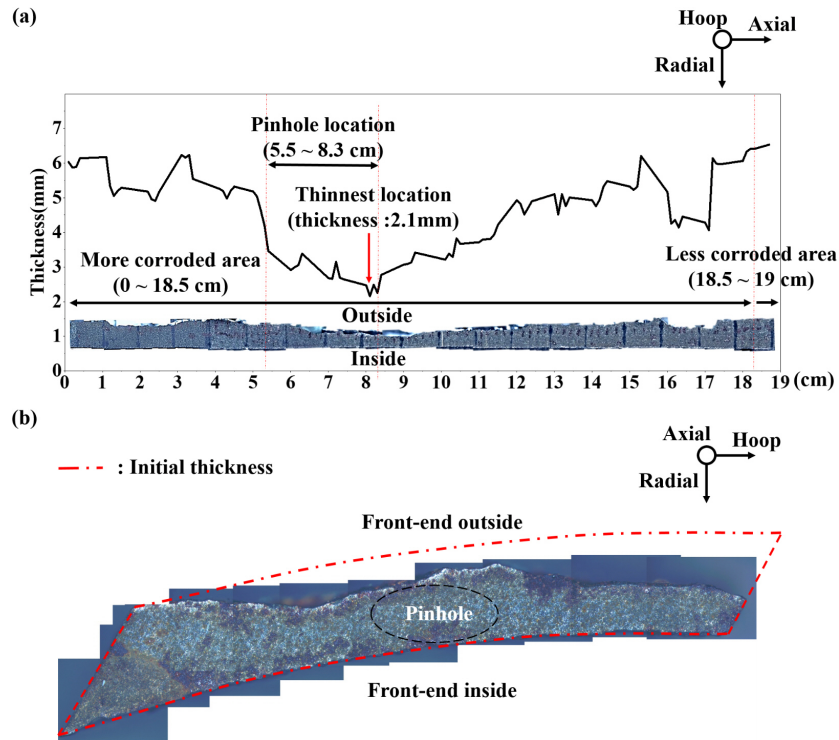 (a)
Hoop
Axial
Radial
Thickness(mm)
7
6
5
4
3
2
1
0
Pinhole location
(5.5 ~ 8.3 cm)
Thinnest location
(thickness :2.1mm)
More corroded area
(0 ~ 18.5 cm)
Less corroded area
(18.5 ~ 19 cm)
Outside
Inside
0 1 2 3 4 5 6 7 8 9 10 11 12 13 14 15 16 17 18 19 (cm)
(b)
Axial
Hoop
Radial
: Initial thickness
Front-end outside
Pinhole
Front-end inside